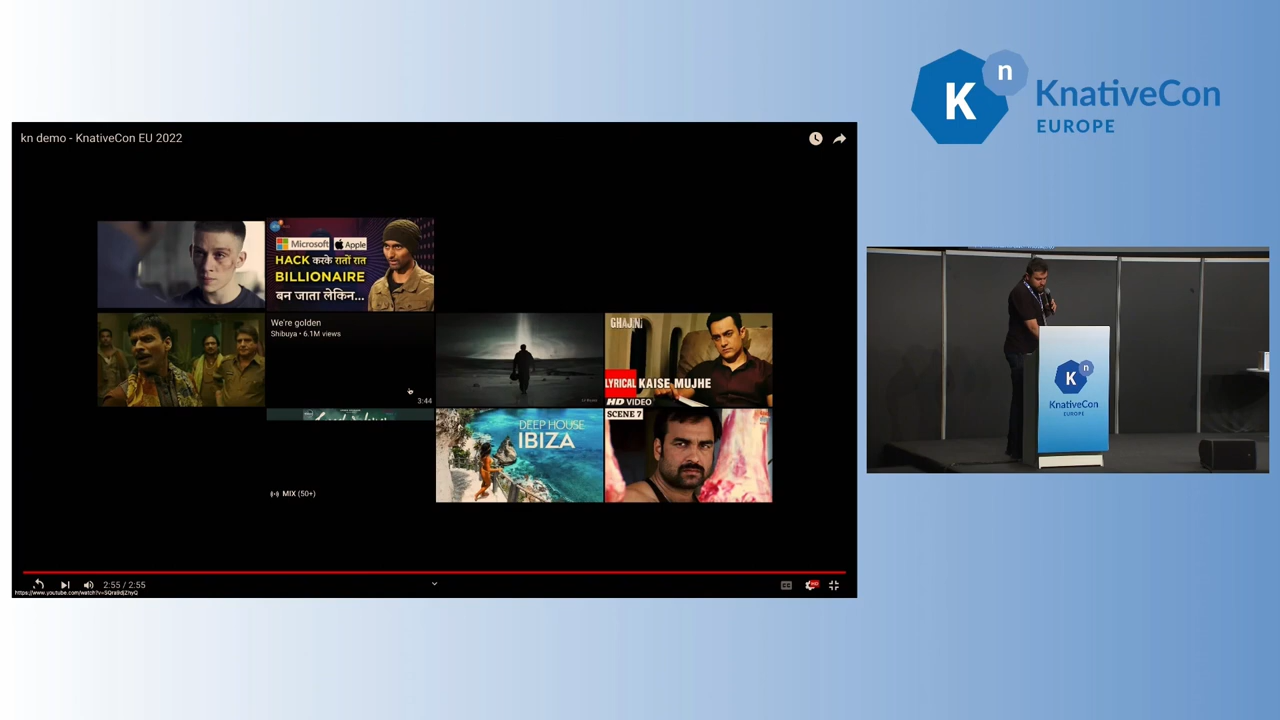 K n
KnativeCon
EUROPE
kn demo - KnativeCon EU 2022
Microsoft Apple
HACK करके रातों रात
BILLIONAIRE
बन जाता लेकिन...
We're golden
Shibuya • 6.1M views
3:44
GHAJINI
LYRICAL KAISE MUJHE
HD VIDEO
MIX (50+)
DEEP HOUSE
IBIZA
SCENE 7
2:55 / 2:55
CC
HD
K n
KnativeCon
EUROPE